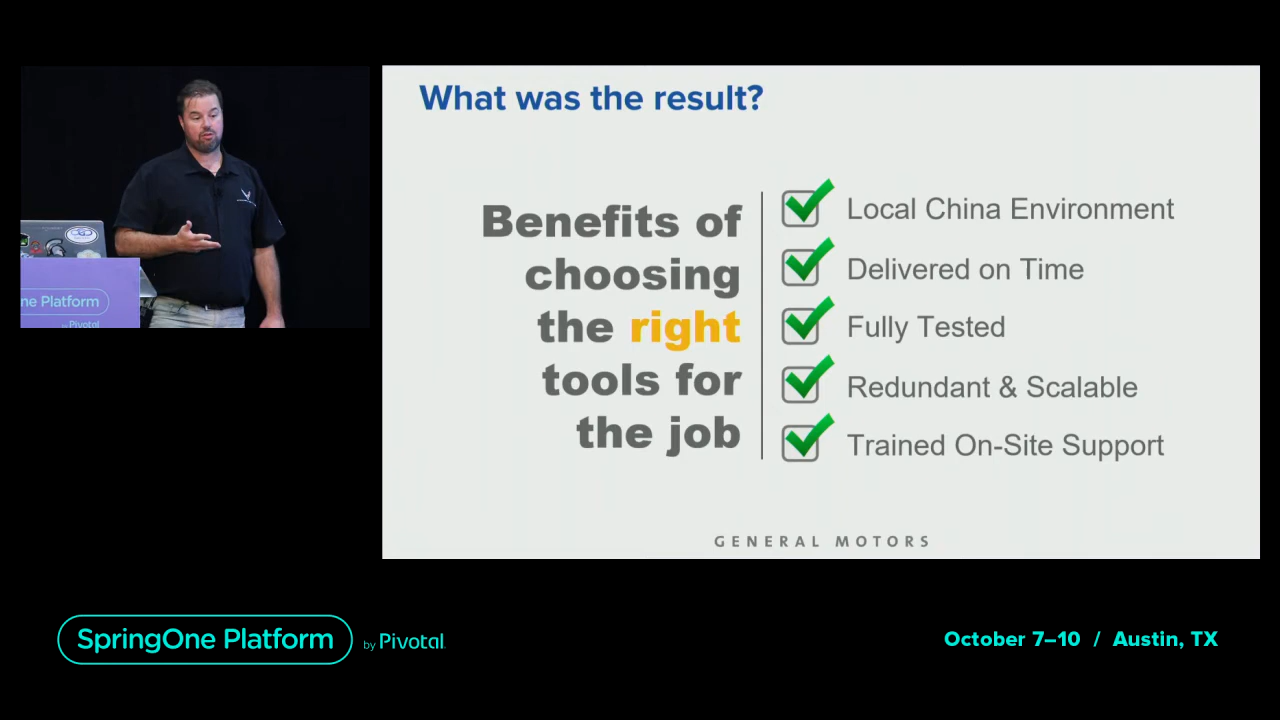 What was the result?
Benefits of
choosing
the right
tools for
the job
Local China Environment
Delivered on Time
Fully Tested
Redundant & Scalable
Trained On-Site Support
GENERAL MOTORS
ne Platform
by Pivotal
SpringOne Platform
by Pivotal
October 7–10 / Austin, TX